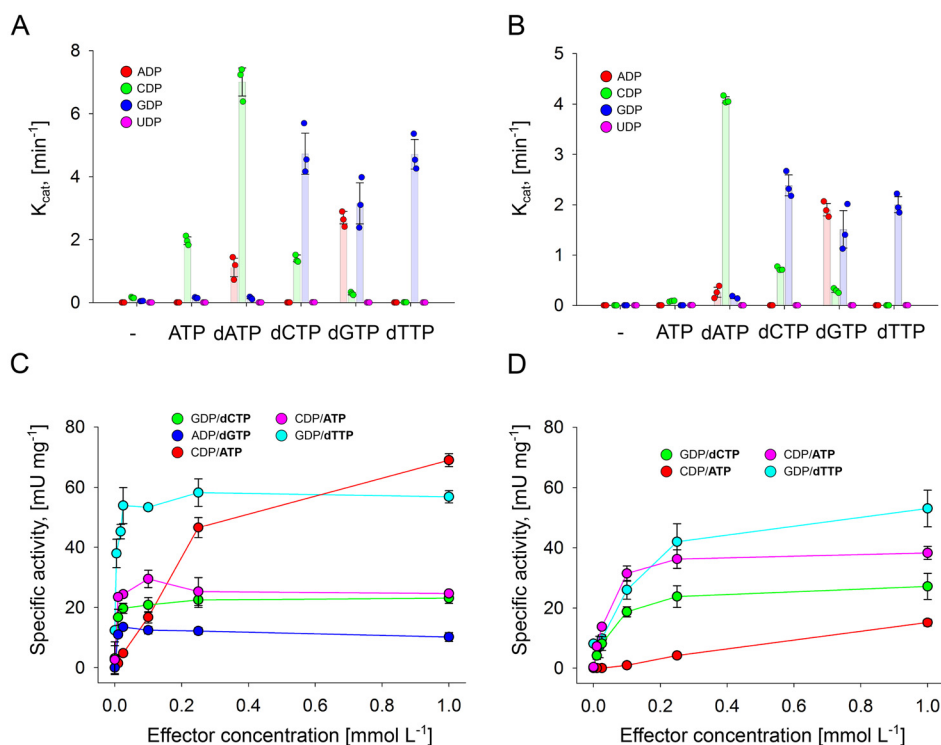 A
B
8
6
4
2
0
Kcat, [min-1]
ADP
CDP
GDP
UDP
- ATP dATP dCTP dGTP dTTP
5
4
3
2
1
0
Kcat, [min-1]
ADP
CDP
GDP
UDP
- ATP dATP dCTP dGTP dTTP
C
D
GDP/dCTP CDP/ATP
ADP/dGTP GDP/dTTP
CDP/ATP
80
60
40
20
0
Specific activity, [mU mg-1]
0.0 0.2 0.4 0.6 0.8 1.0
Effector concentration [mmol L-1]
GDP/dCTP CDP/ATP
CDP/ATP GDP/dTTP
80
60
40
20
0
Specific activity, [mU mg-1]
0.0 0.2 0.4 0.6 0.8 1.0
Effector concentration [mmol L-1]